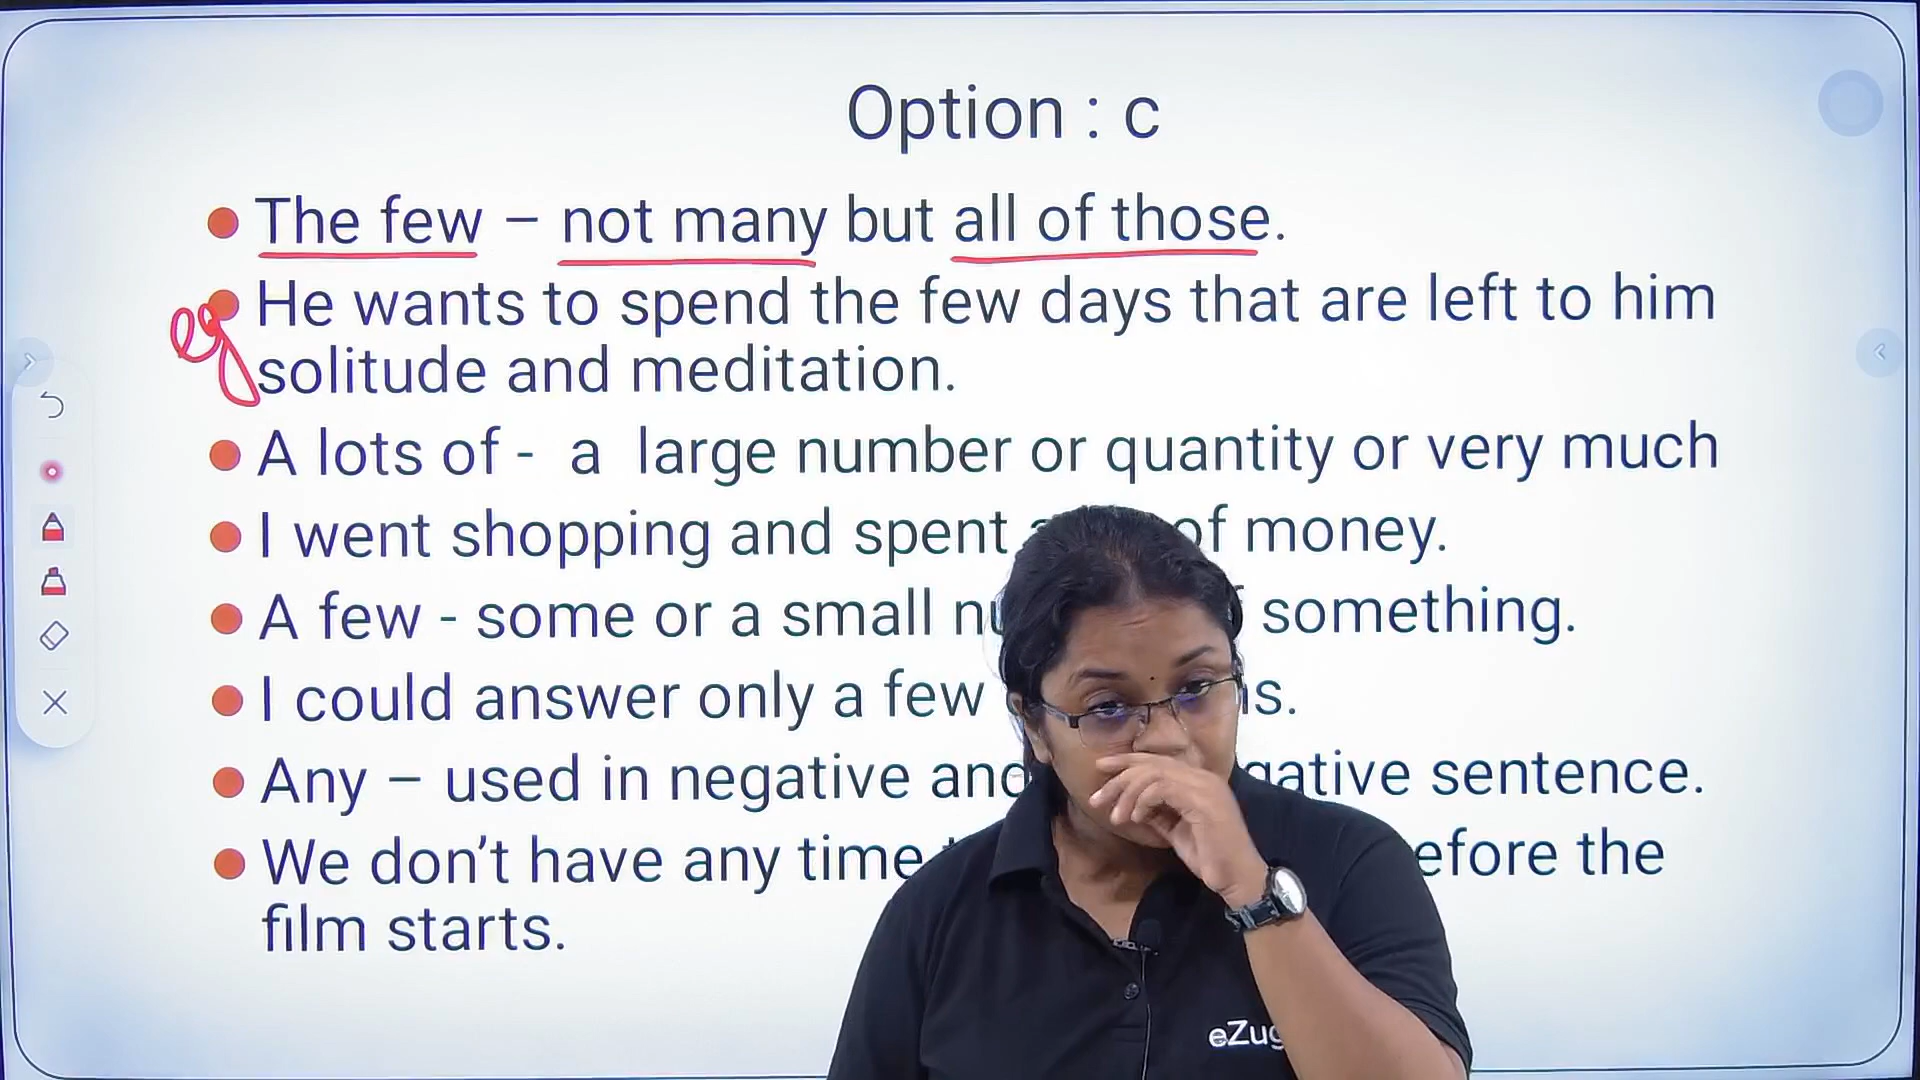 Option : c
The few – not many but all of those.
eg He wants to spend the few days that are left to him
solitude and meditation.
A lots of - a large number or quantity or very much
I went shopping and spent of money.
A few - some or a small something.
I could answer only a few
Any – used in negative and sentence.
We don't have any time the
film starts.